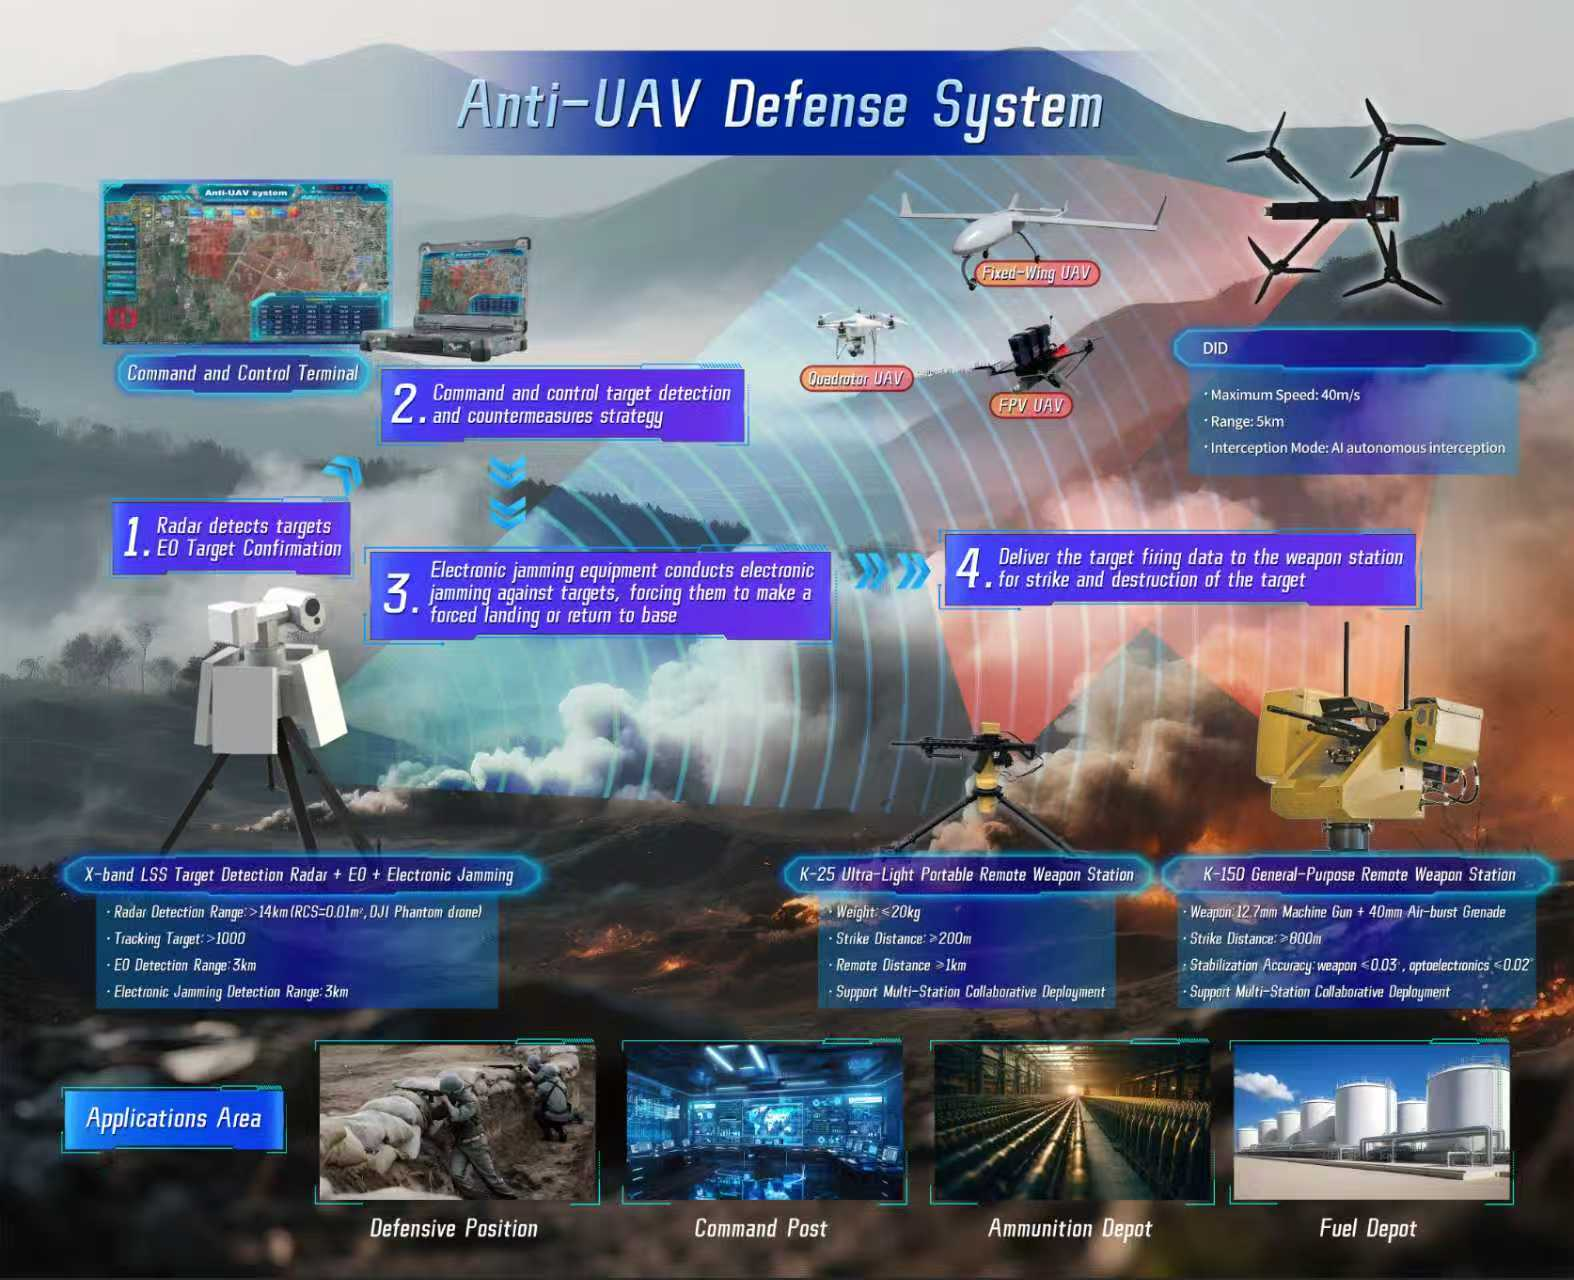 Anti-UAV Defense System
Anti-UAV system
Command and Control Terminal
2. Command and control target detection
and countermeasures strategy
1. Radar detects targets
EO Target Confirmation
3. Electronic jamming equipment conducts electronic
jamming against targets, forcing them to make a
forced landing or return to base
4. Deliver the target firing data to the weapon station
for strike and destruction of the target
Fixed-Wing UAV
Quadrotor UAV
FPV UAV
DID
· Maximum Speed: 40m/s
· Range: 5km
· Interception Mode: AI autonomous interception
X-band LSS Target Detection Radar + EO + Electronic Jamming
· Radar Detection Range: >14km (RCS=0.01m², DJI Phantom drone)
· Tracking Target: >1000
· EO Detection Range: 3km
· Electronic Jamming Detection Range: 3km
K-25 Ultra-Light Portable Remote Weapon Station
· Weight: ≤20kg
· Strike Distance: ≥200m
· Remote Distance ≥1km
· Support Multi-Station Collaborative Deployment
K-150 General-Purpose Remote Weapon Station
· Weapon: 12.7mm Machine Gun + 40mm Air-burst Grenade
· Strike Distance: >800m
· Stabilization Accuracy: weapon ≤0.03°, optoelectronics ≤0.02°
· Support Multi-Station Collaborative Deployment
Applications Area
Defensive Position
Command Post
Ammunition Depot
Fuel Depot